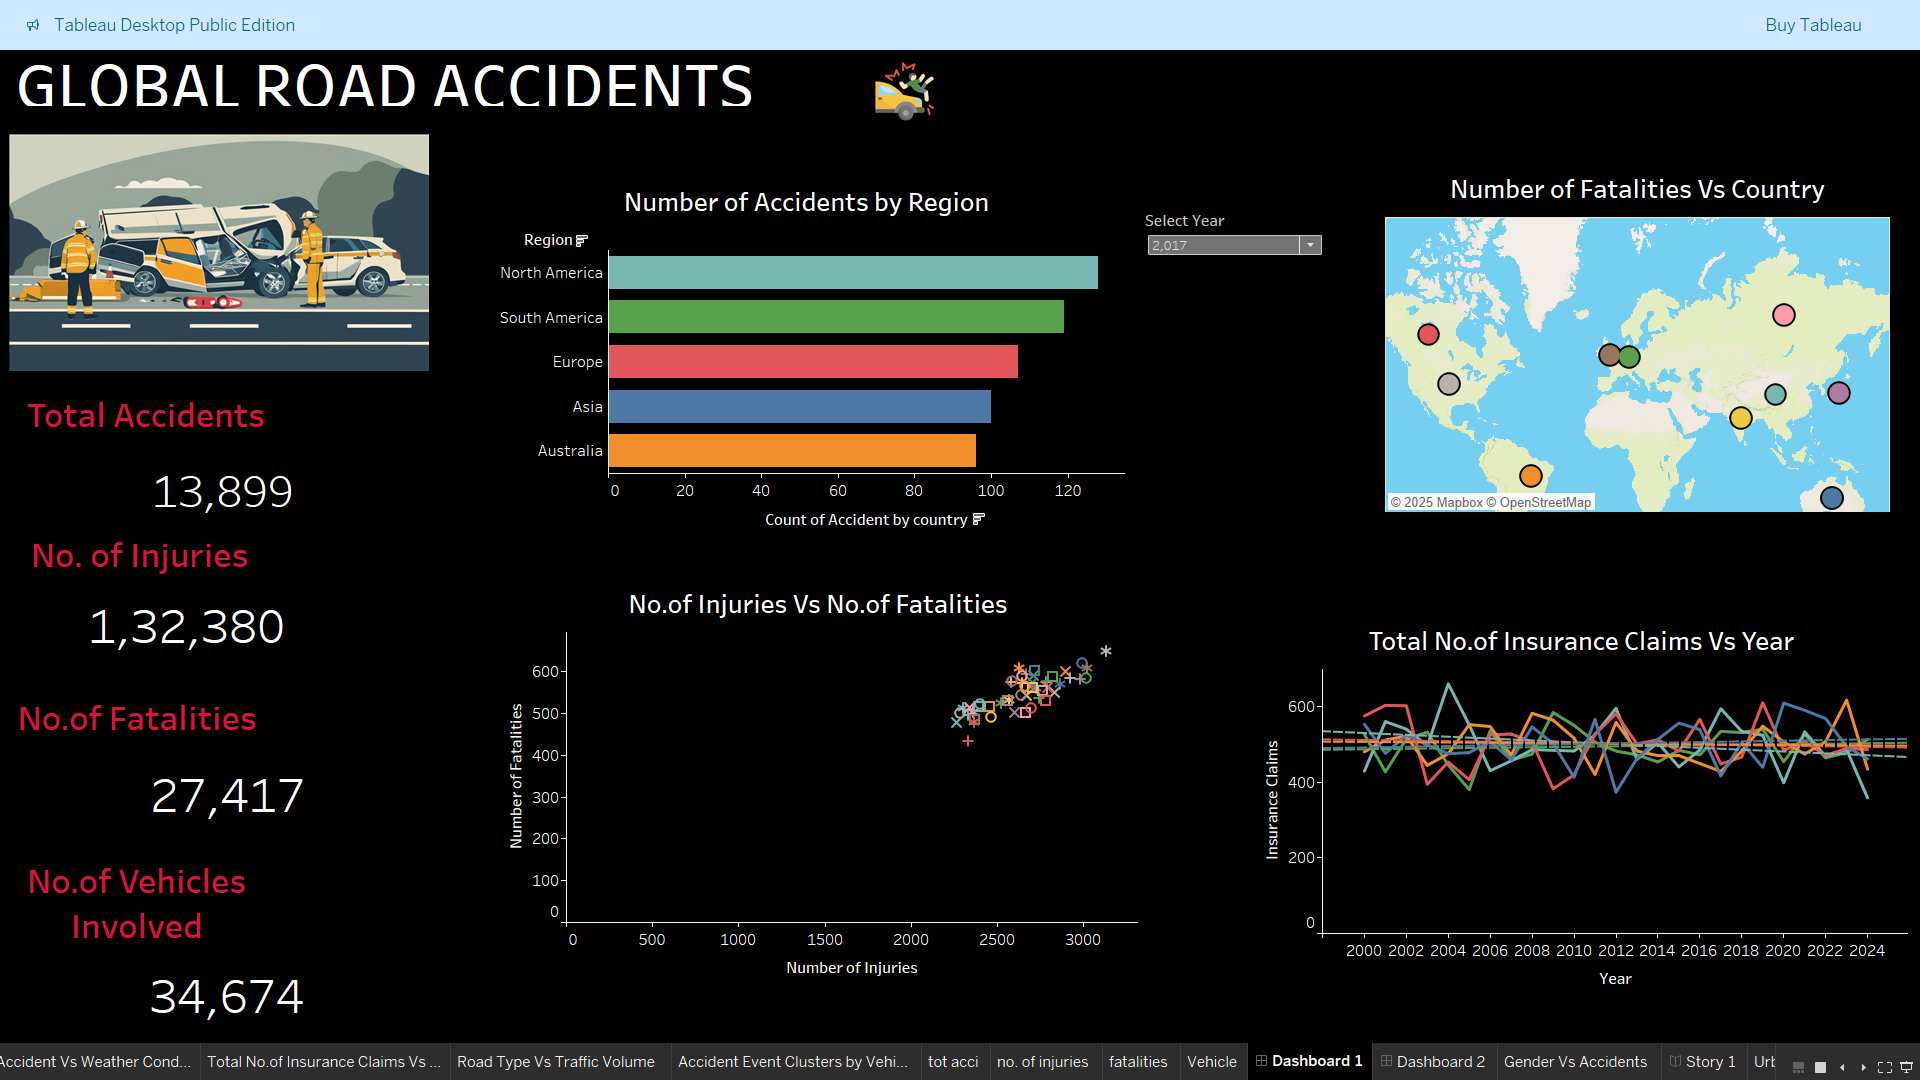 Tableau Desktop Public Edition
Buy Tableau
GLOBAL ROAD ACCIDENTS
Total Accidents
13,899
No. of Injuries
1,32,380
No.of Fatalities
27,417
No.of Vehicles
Involved
34,674
Number of Accidents by Region
Region
North America
South America
Europe
Asia
Australia
0 20 40 60 80 100 120
Count of Accident by country
Select Year
2,017
Number of Fatalities Vs Country
© 2025 Mapbox © OpenStreetMap
No.of Injuries Vs No.of Fatalities
Number of Fatalities
600
500
400
300
200
100
0
0 500 1000 1500 2000 2500 3000
Number of Injuries
Total No.of Insurance Claims Vs Year
Insurance Claims
600
400
200
0
2000 2002 2004 2006 2008 2010 2012 2014 2016 2018 2020 2022 2024
Year
Accident Vs Weather Cond... Total No.of Insurance Claims Vs ... Road Type Vs Traffic Volume Accident Event Clusters by Vehi... tot acci no. of injuries fatalities Vehicle Dashboard 1 Dashboard 2 Gender Vs Accidents Story 1